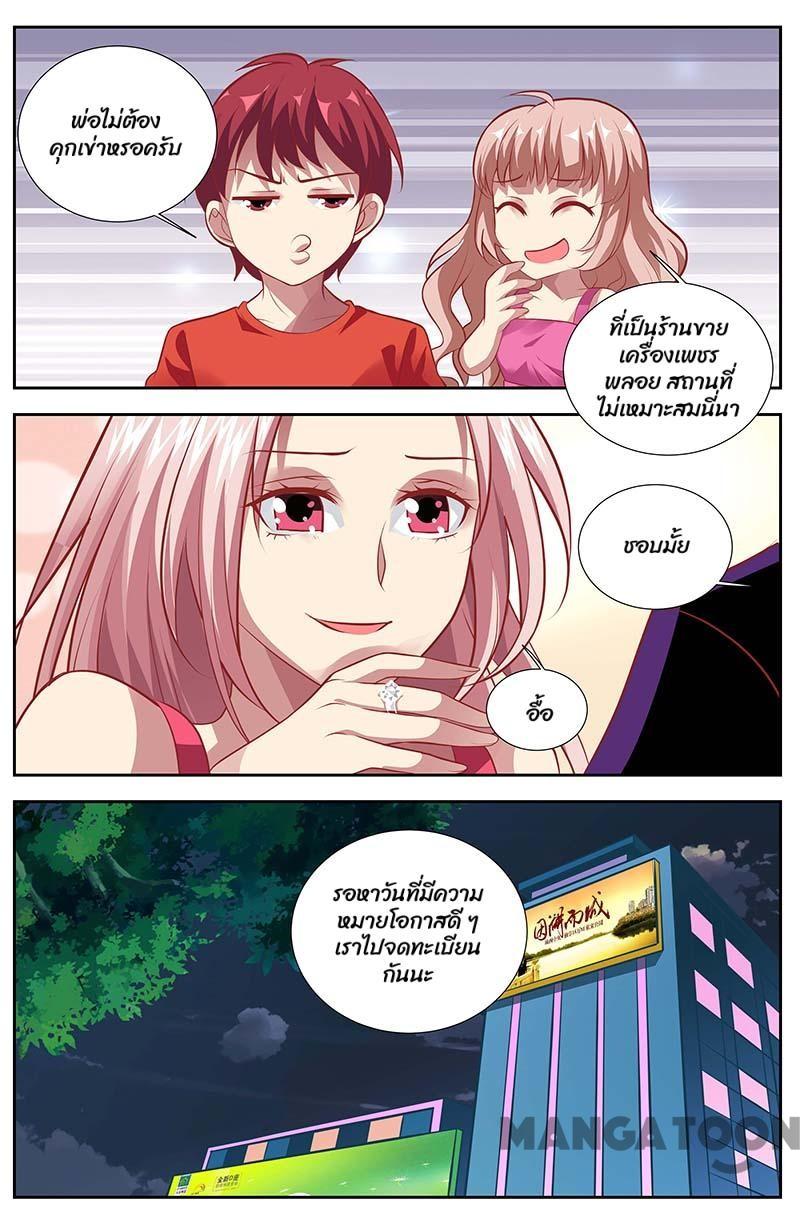 พ่อไม่ต้อง
คุกเข่าหรอครับ
ที่เป็นร้านขาย
เครื่องเพชร
พลอย สถานที่
ไม่เหมาะสมนี่นา
ชอบมั้ย
อื้อ
รอหาวันที่มีความ
หมายโอกาสดี ๆ
เราไปจดทะเบียน
กันนะ
MANGATOON